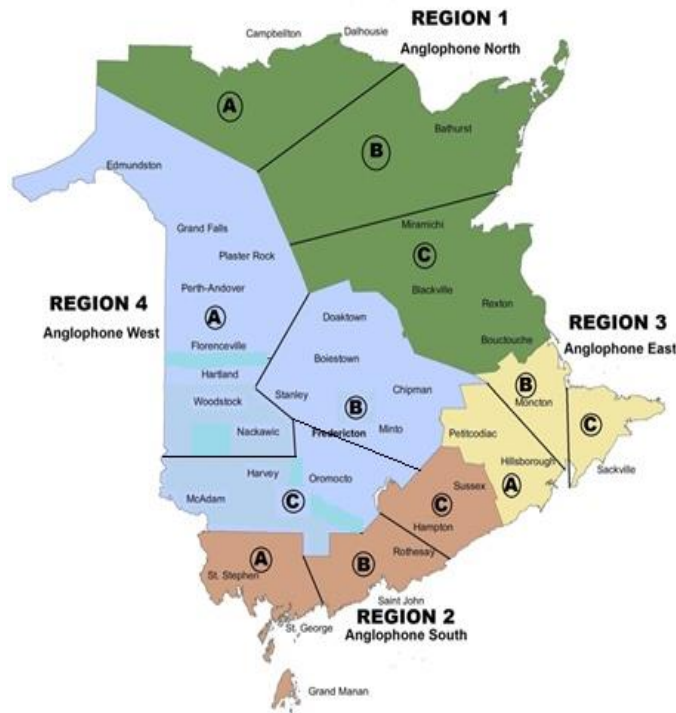 REGION 1
Dalhousie
Campbellton
Anglophone North
A
B
Bathurst
Edmundston
Miramichi
Grand Falls
C
Plaster Rock
Perth-Andover
Blackville
REGION 4
Rexton
A
Doaktown
REGION 3
Anglophone West
Bouctouche
Florenceville
Anglophone East
Boiestown
Hartland
B
Chipman
Stanley
Woodstock
Moncton
B
C
Nackawic
Fredericton
Minto
Petitcodiac
Hillsborough
Harvey
Sackville
Oromocto
Sussex
A
McAdam
C
C
Hampton
Rothesay
A
B
St. Stephen
Saint John
REGION 2
St. George
Anglophone South
Grand Manan